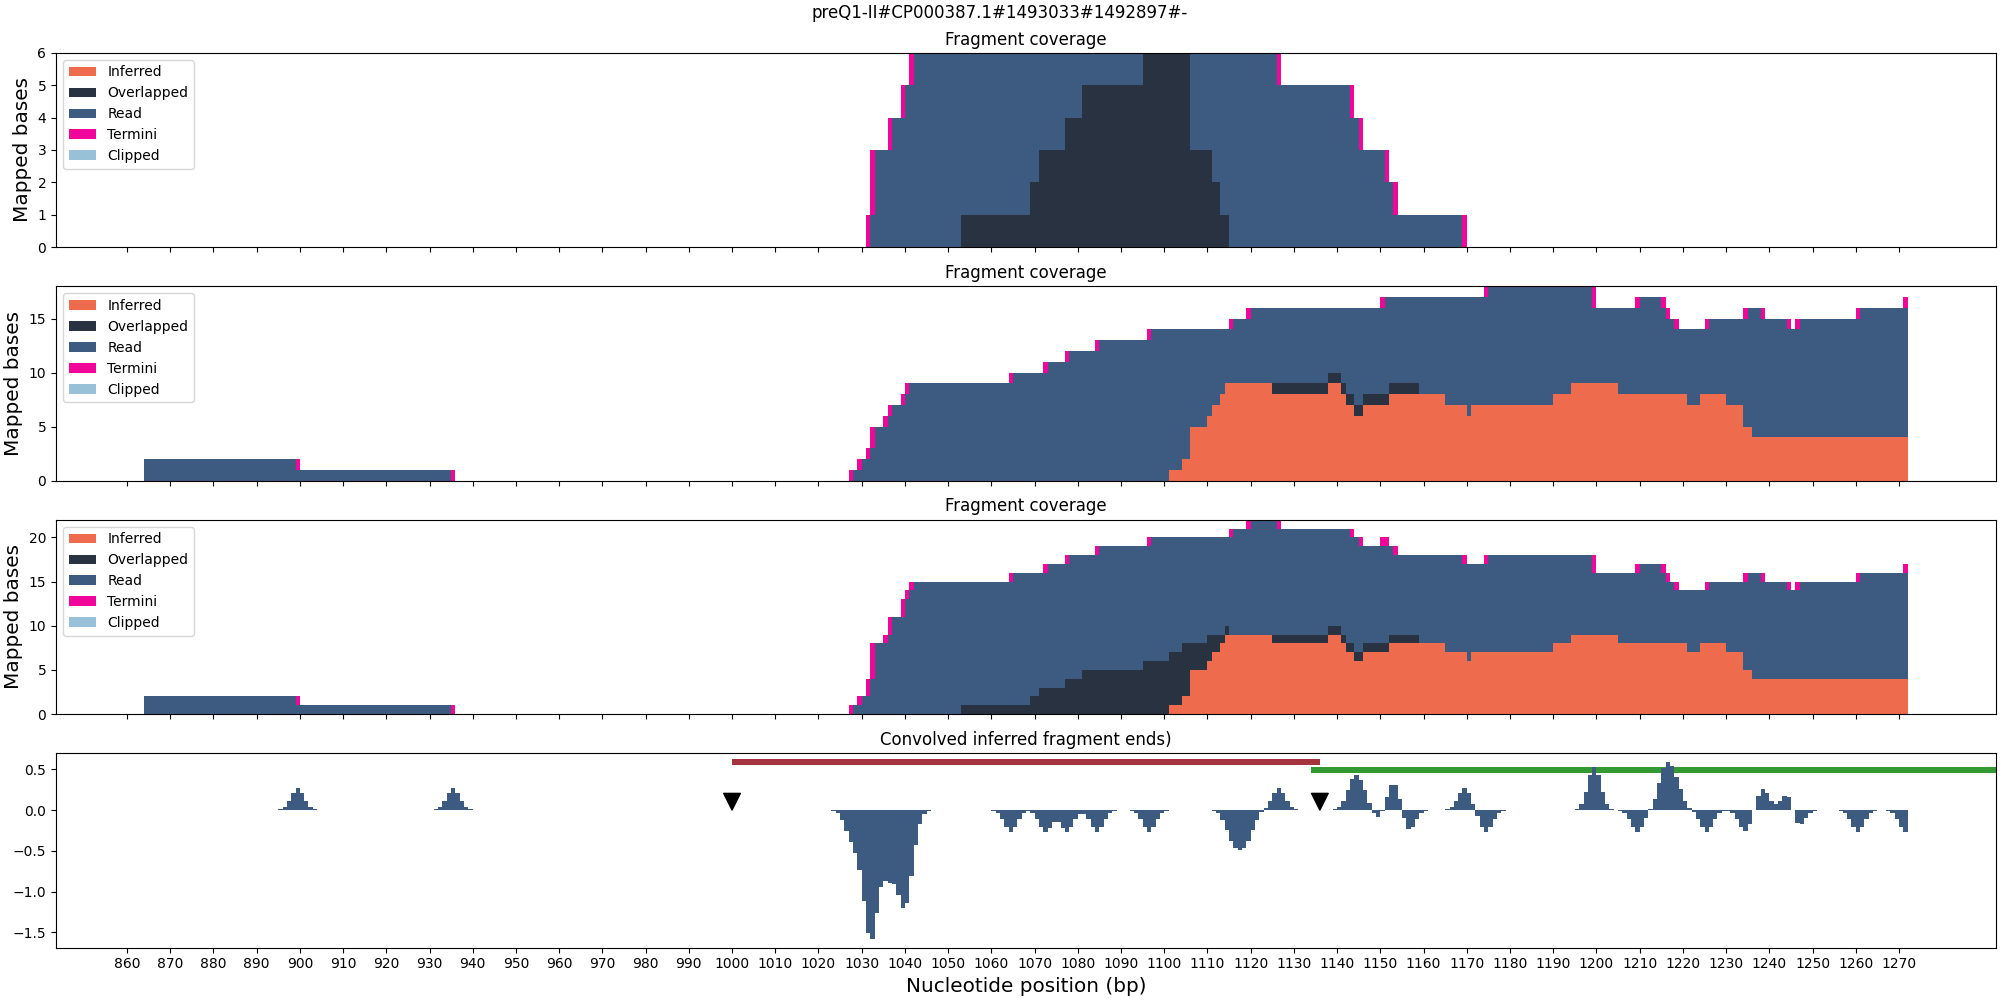 preQ1-II#CP000387.1#1493033#1492897#-
Fragment coverage
Mapped bases
6
5
4
3
2
1
0
Inferred
Overlapped
Read
Termini
Clipped
Fragment coverage
Mapped bases
15
10
5
0
Inferred
Overlapped
Read
Termini
Clipped
Fragment coverage
Mapped bases
20
15
10
5
0
Inferred
Overlapped
Read
Termini
Clipped
Convolved inferred fragment ends)
0.5
0.0
−0.5
−1.0
−1.5
860 870 880 890 900 910 920 930 940 950 960 970 980 990 1000 1010 1020 1030 1040 1050 1060 1070 1080 1090 1100 1110 1120 1130 1140 1150 1160 1170 1180 1190 1200 1210 1220 1230 1240 1250 1260 1270
Nucleotide position (bp)